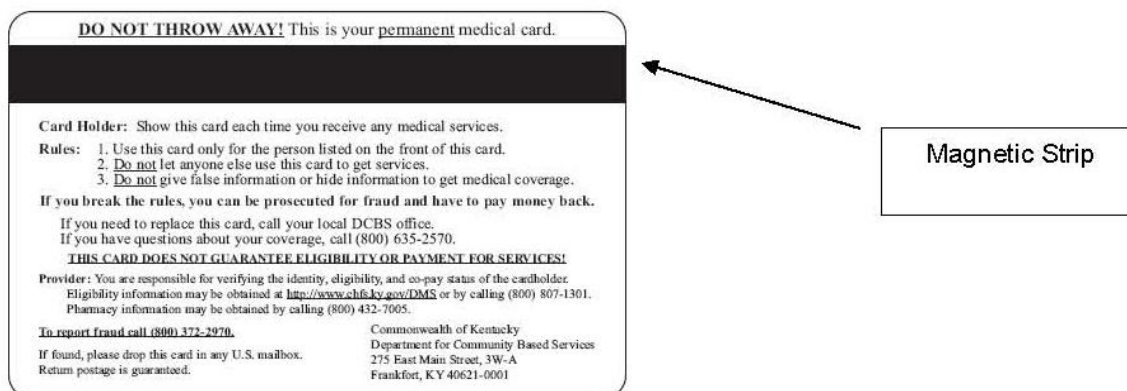 DO NOT THROW AWAY! This is your permanent medical card.
Magnetic Strip
Card Holder: Show this card each time you receive any medical services.
Rules: 1. Use this card only for the person listed on the front of this card.
2. Do not let anyone else use this card to get services.
3. Do not give false information or hide information to get medical coverage.
If you break the rules, you can be prosecuted for fraud and have to pay money back.
If you need to replace this card, call your local DCBS office.
If you have questions about your coverage, call (800) 635-2570.
THIS CARD DOES NOT GUARANTEE ELIGIBILITY OR PAYMENT FOR SERVICES!
Provider: You are responsible for verifying the identity, eligibility, and co-pay status of the cardholder.
Eligibility information may be obtained at http://www.chfs.ky.gov/DMS or by calling (800) 807-1301.
Pharmacy information may be obtained by calling (800) 432-7005.
To report fraud call (800) 372-2970.
If found, please drop this card in any U.S. mailbox.
Return postage is guaranteed.
Commonwealth of Kentucky
Department for Community Based Services
275 East Main Street, 3W-A
Frankfort, KY 40621-0001